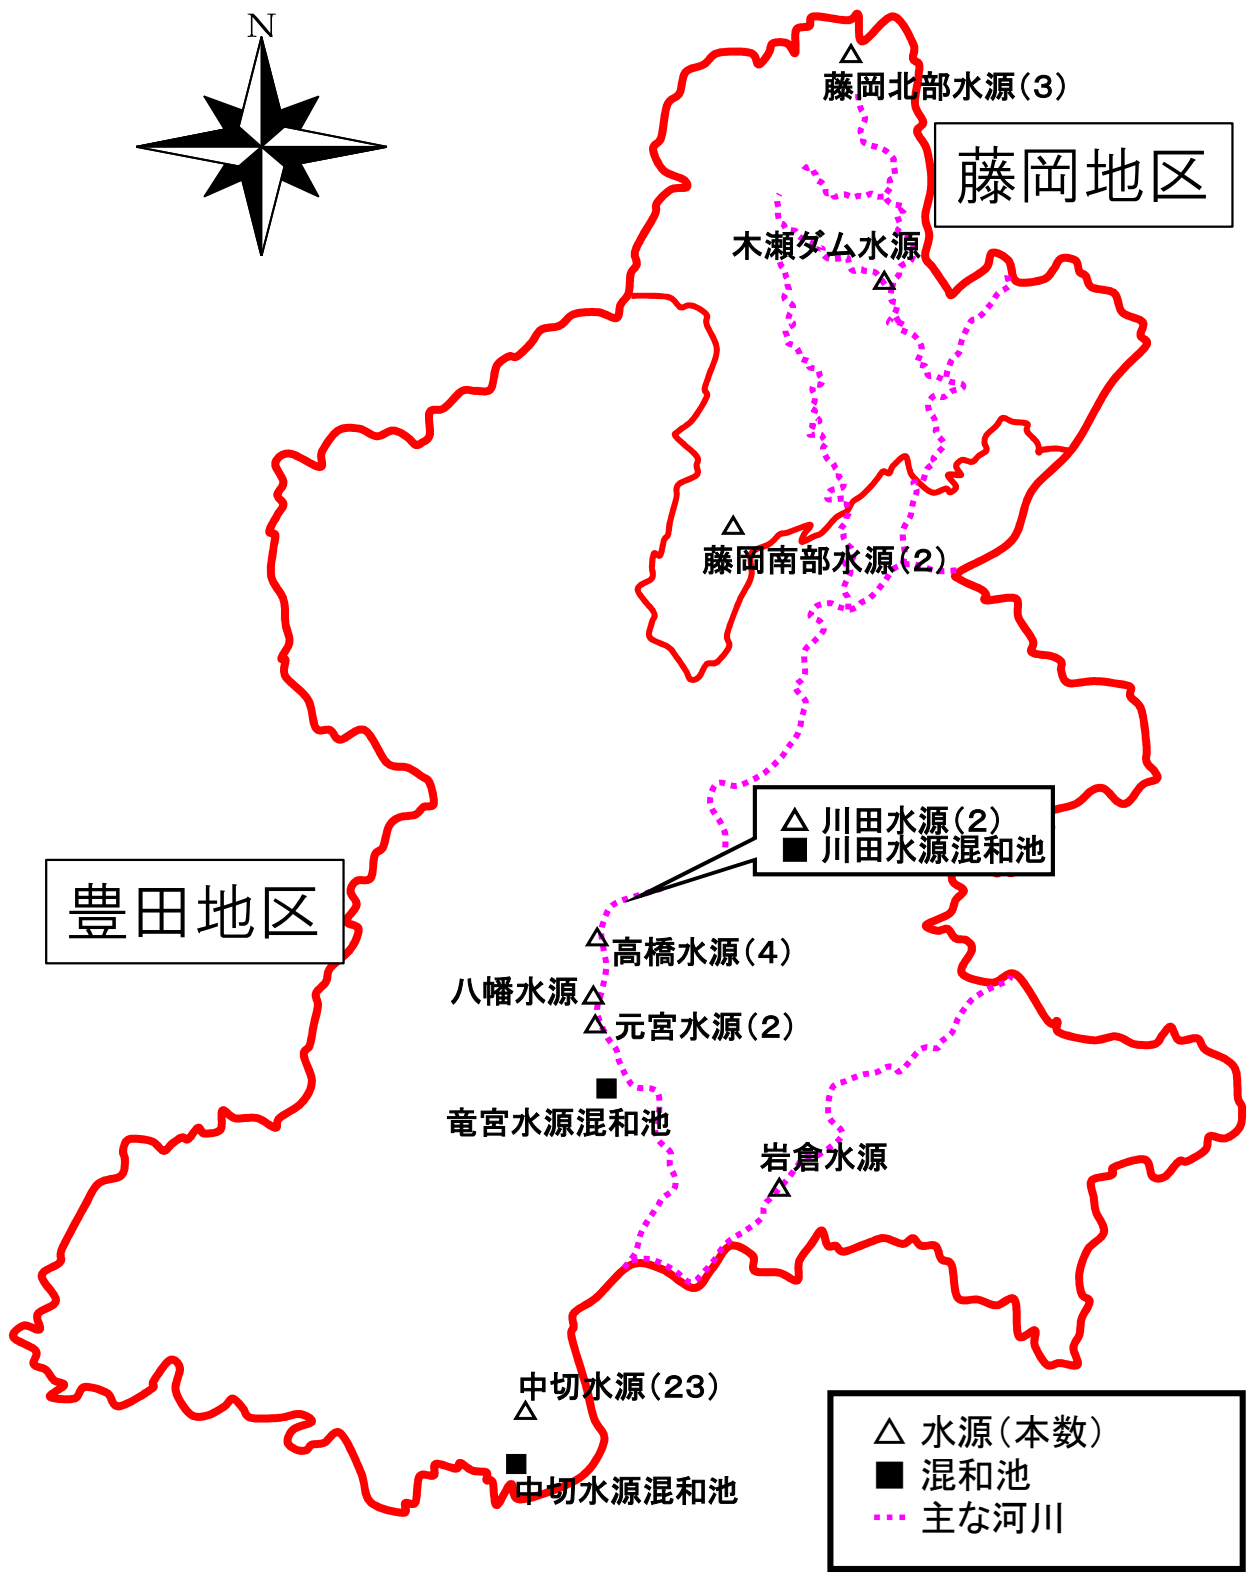 N
藤岡北部水源(3)
藤岡地区
木瀬ダム水源
藤岡南部水源(2)
川田水源(2)
川田水源混和池
豊田地区
高橋水源(4)
八幡水源
元宮水源(2)
竜宮水源混和池
岩倉水源
中切水源(23)
中切水源混和池
水源(本数)
混和池
主な河川